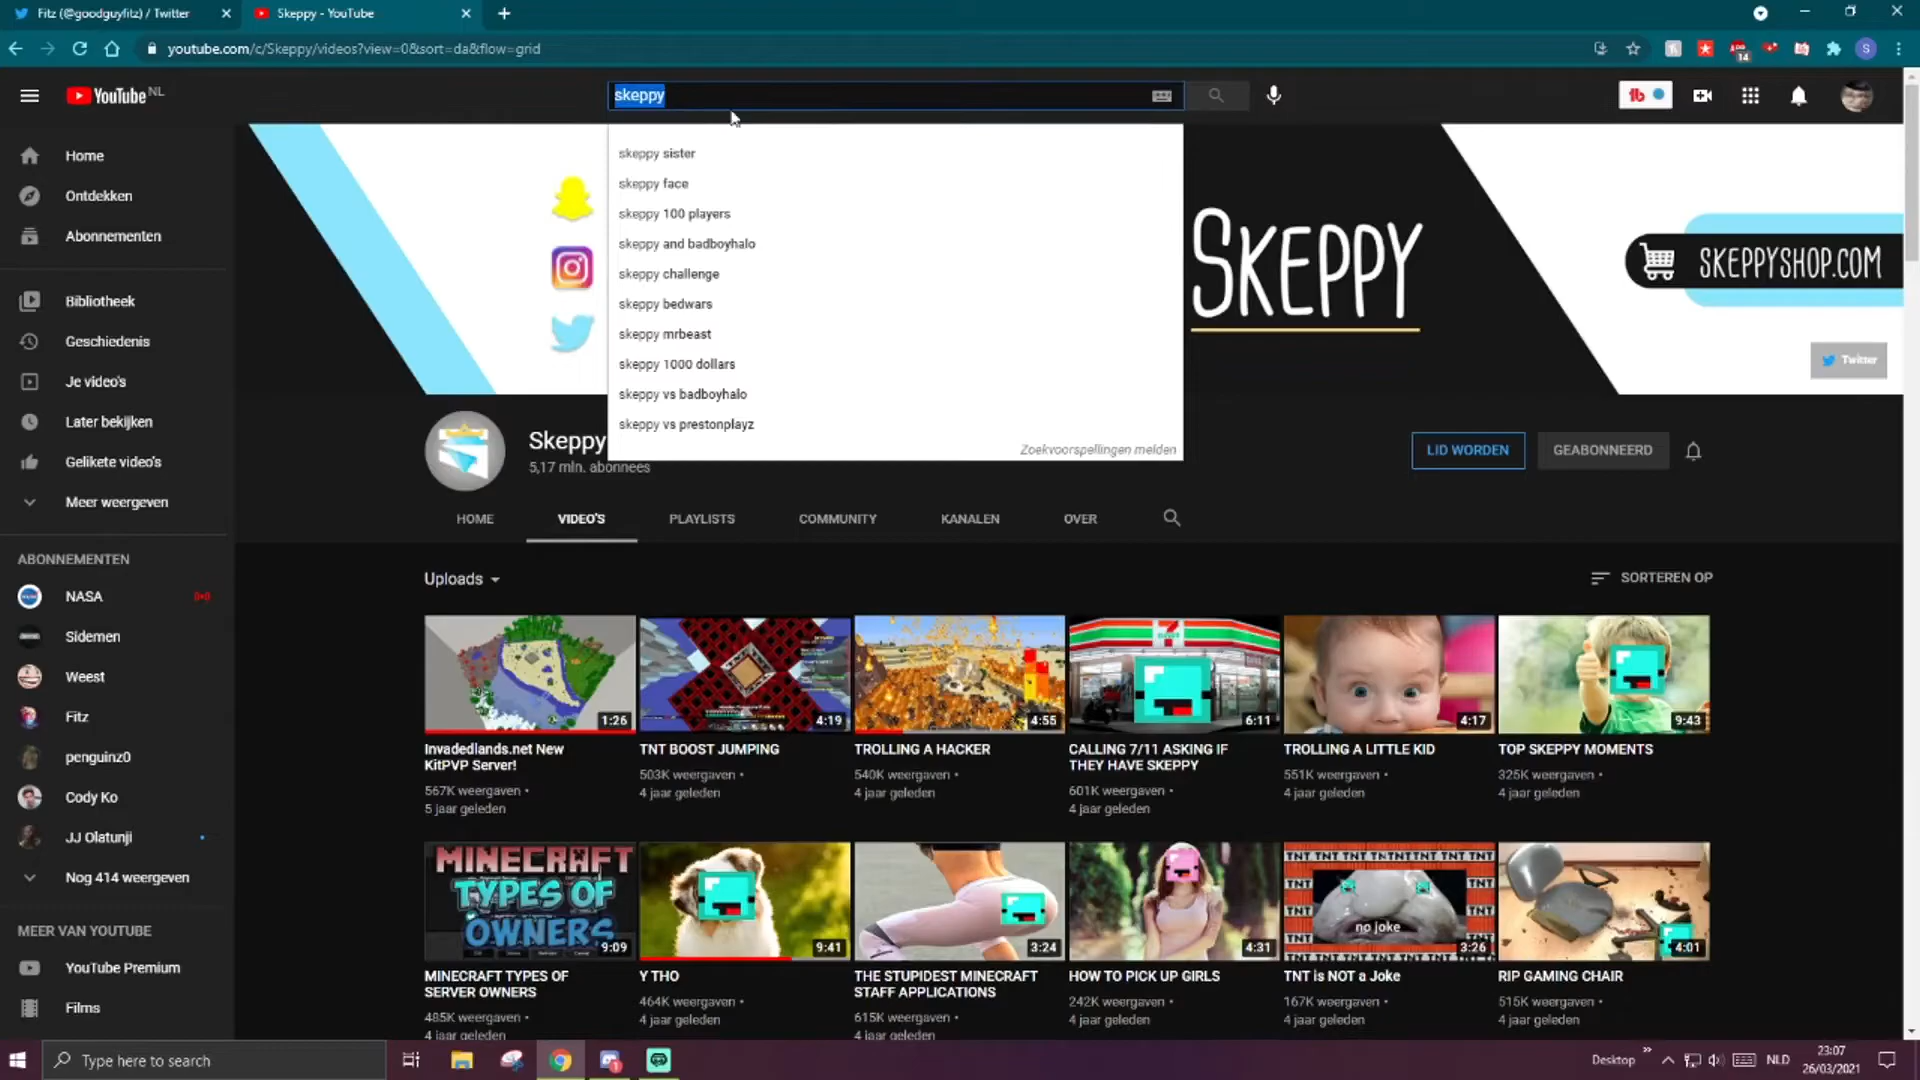 Fitz (@goodguyfitz) / Twitter
Skeppy - YouTube
youtube.com/c/Skeppy/videos?view=0&sort=da&flow=grid
14
S
YouTube NL
skeppy
skeppy sister
skeppy face
skeppy 100 players
skeppy and badboyhalo
skeppy challenge
skeppy bedwars
skeppy mrbeast
skeppy 1000 dollars
skeppy vs badboyhalo
skeppy vs prestonplayz
Zoekvoorspellingen melden
SKEPPY
SKEPPYSHOP.COM
Twitter
Home
Ontdekken
Abonnementen
Bibliotheek
Geschiedenis
Je video's
Later bekijken
Gelikete video's
Meer weergeven
ABONNEMENTEN
NASA
Sidemen
Weest
Fitz
penguinz0
Cody Ko
JJ Olatunji
Nog 414 weergeven
MEER VAN YOUTUBE
YouTube Premium
Films
Skeppy
5,17 mln. abonnees
LID WORDEN
GEABONNEERD
HOME
VIDEO'S
PLAYLISTS
COMMUNITY
KANALEN
OVER
Uploads
SORTEREN OP
1:26
4:19
4:55
6:11
4:17
9:43
Invadedlands.net New
KitPVP Server!
567K weergaven •
5 jaar geleden
TNT BOOST JUMPING
503K weergaven •
4 jaar geleden
TROLLING A HACKER
540K weergaven •
4 jaar geleden
CALLING 7/11 ASKING IF
THEY HAVE SKEPPY
601K weergaven •
4 jaar geleden
TROLLING A LITTLE KID
551K weergaven •
4 jaar geleden
TOP SKEPPY MOMENTS
325K weergaven •
4 jaar geleden
MINECRAFT
TYPES OF
OWNERS
9:09
9:41
3:24
4:31
TNT TNT TNT TNT TNT TNT
no joke
3:26
4:01
MINECRAFT TYPES OF
SERVER OWNERS
485K weergaven •
4 jaar geleden
Y THO
464K weergaven •
4 jaar geleden
THE STUPIDEST MINECRAFT
STAFF APPLICATIONS
615K weergaven •
4 jaar geleden
HOW TO PICK UP GIRLS
242K weergaven •
4 jaar geleden
TNT is NOT a Joke
167K weergaven •
4 jaar geleden
RIP GAMING CHAIR
515K weergaven •
4 jaar geleden
Type here to search
Desktop
NLD
23:07
26/03/2021